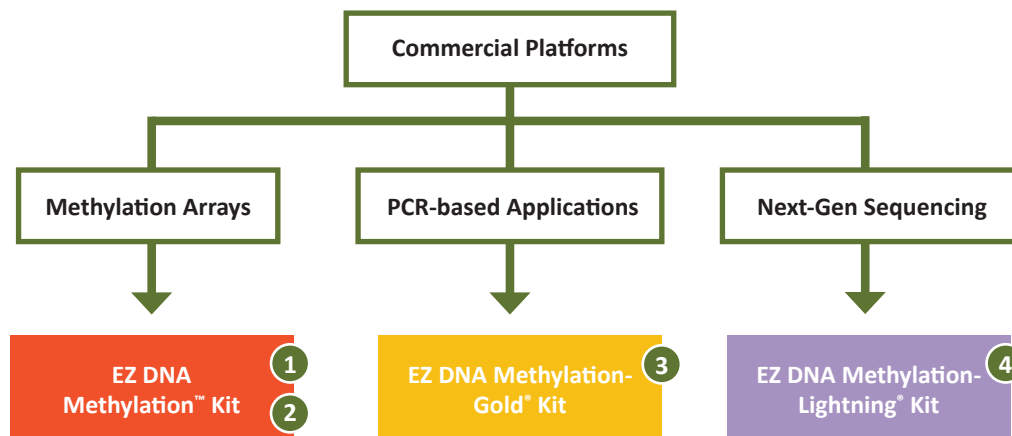 Commercial Platforms
Methylation Arrays
PCR-based Applications
Next-Gen Sequencing
EZ DNA
Methylation™ Kit
1
2
EZ DNA Methylation-
Gold® Kit
3
EZ DNA Methylation-
Lightning® Kit
4